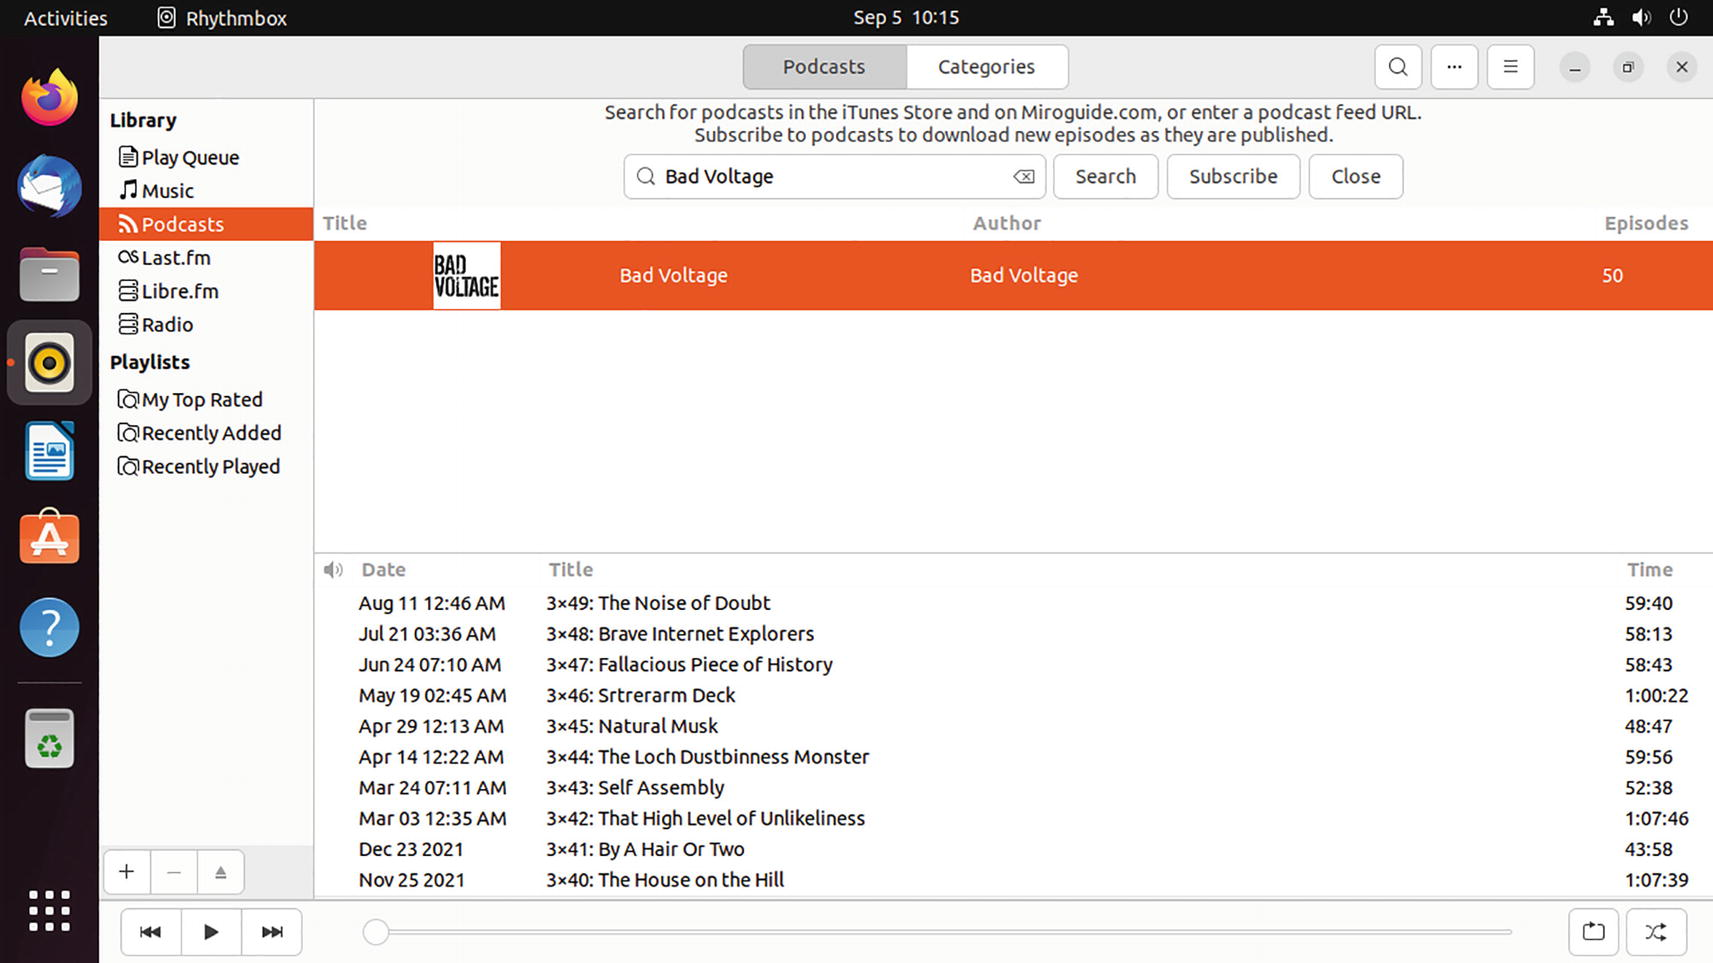 Activities Rhythmbox Sep 5 10:15
Podcasts Categories
Library
Play Queue
Music
Podcasts
Last.fm
Libre.fm
Radio
Playlists
My Top Rated
Recently Added
Recently Played
Search for podcasts in the iTunes Store and on Miroguide.com, or enter a podcast feed URL.
Subscribe to podcasts to download new episodes as they are published.
Bad Voltage Search Subscribe Close
Title Author Episodes
BAD
VOLTAGE
Bad Voltage Bad Voltage 50
Date Title Time
Aug 11 12:46 AM 3×49: The Noise of Doubt 59:40
Jul 21 03:36 AM 3×48: Brave Internet Explorers 58:13
Jun 24 07:10 AM 3×47: Fallacious Piece of History 58:43
May 19 02:45 AM 3×46: Srtrerarm Deck 1:00:22
Apr 29 12:13 AM 3×45: Natural Musk 48:47
Apr 14 12:22 AM 3×44: The Loch Dustbinness Monster 59:56
Mar 24 07:11 AM 3×43: Self Assembly 52:38
Mar 03 12:35 AM 3×42: That High Level of Unlikeliness 1:07:46
Dec 23 2021 3×41: By A Hair Or Two 43:58
Nov 25 2021 3×40: The House on the Hill 1:07:39